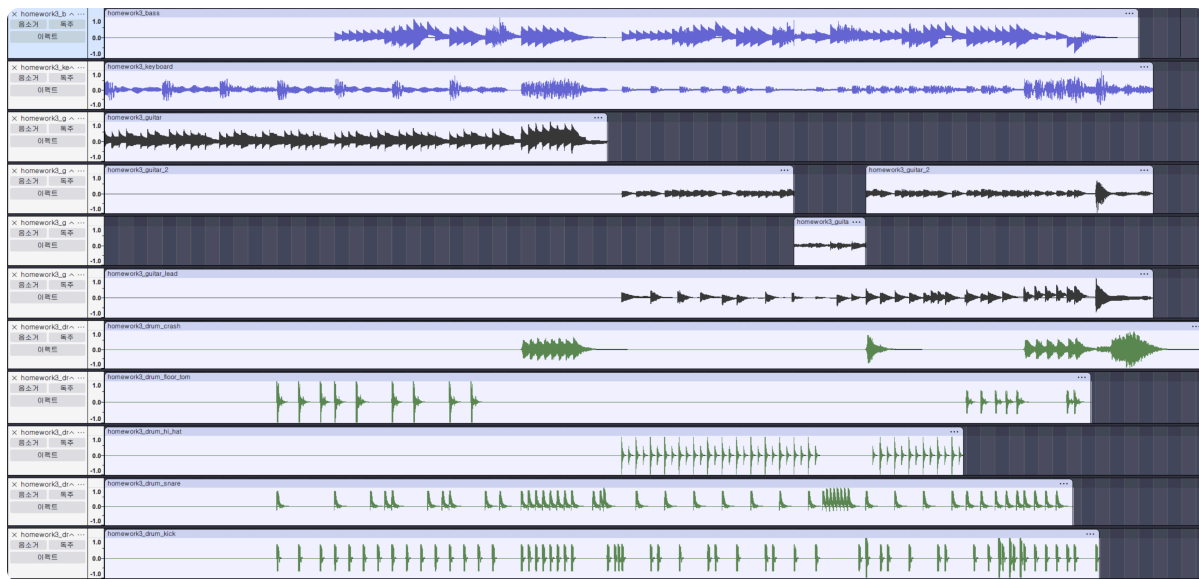 × homework3_b ^ ···
음소거 독주
이펙트
1.0
0.0
-1.0
homework3_bass ···
× homework3_ke^ ···
음소거 독주
이펙트
1.0
0.0
-1.0
homework3_keyboard ···
× homework3_g ^ ···
음소거 독주
이펙트
1.0
0.0
-1.0
homework3_guitar ···
× homework3_g ^ ···
음소거 독주
이펙트
1.0
0.0
-1.0
homework3_guitar_2 ···
homework3_guitar_2 ···
× homework3_g ^ ···
음소거 독주
이펙트
1.0
0.0
-1.0
homework3_guita ···
× homework3_g ^ ···
음소거 독주
이펙트
1.0
0.0
-1.0
homework3_guitar_lead ···
× homework3_dr^ ···
음소거 독주
이펙트
1.0
0.0
-1.0
homework3_drum_crash ···
× homework3_dr^ ···
음소거 독주
이펙트
1.0
0.0
-1.0
homework3_drum_floor_tom ···
× homework3_dr^ ···
음소거 독주
이펙트
1.0
0.0
-1.0
homework3_drum_hi_hat ···
× homework3_dr^ ···
음소거 독주
이펙트
1.0
0.0
-1.0
homework3_drum_snare ···
× homework3_dr^ ···
음소거 독주
이펙트
1.0
0.0
-1.0
homework3_drum_kick ···